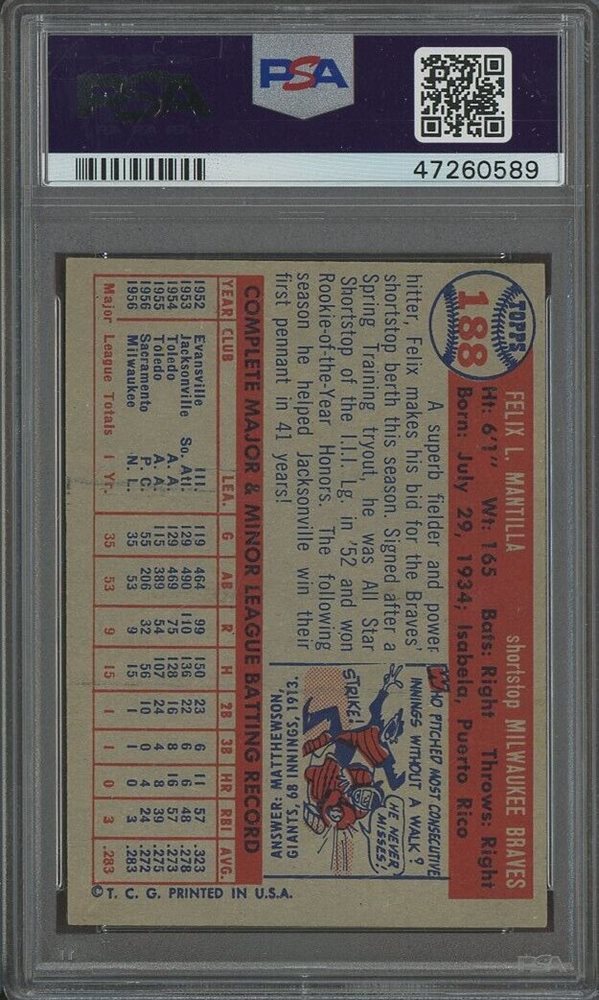 PSA
PSA
47260589
TOPPS
188
FELIX L. MANTILLA shortstop MILWAUKEE BRAVES
Ht: 6'1" Wt: 165 Bats: Right Throws: Right
Born: July 29, 1934; Isabela, Puerto Rico
A superb fielder and power
hitter, Felix makes his bid for the Braves'
shortstop berth this season. Signed after a
Spring Training tryout, he was All Star
Shortstop of the I.I.I. Lg. in '52 and won
Rookie-of-the-Year Honors. The following
season he helped Jacksonville win their
first pennant in 41 years!
WHO PITCHED MOST CONSECUTIVE
INNINGS WITHOUT A WALK?
HE NEVER
MISSES!
STRIKE!
ANSWER: MATTHEWSON,
GIANTS, 68 INNINGS, 1913.
COMPLETE MAJOR & MINOR LEAGUE BATTING RECORD
YEAR CLUB LEA. G AB R H 2B 3B HR RBI AVG.
1952 Evansville III 119 464 99 150 23 6 11 57 .323
1953 Jacksonville So. Atl. 129 490 110 136 22 48 .278
1954 Toledo A. A. 129 469 75 128 16 8 16 57 .273
1955 Toledo A. A. 115 389 54 107 39 .275
1956 Sacramento P. C. 55 206 32 56 10 24 .272
1956 Milwaukee N. L. 35 53 9 15 1 1 0 3 .283
Major League Totals 1 Yr. 35 53 9 15 1 1 0 3 .283
© T. C. G. PRINTED IN U.S.A.
PSA